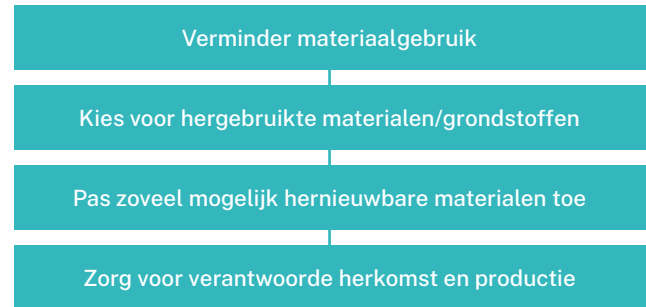 Verminder materiaalgebruik
Kies voor hergebruikte materialen/grondstoffen
Pas zoveel mogelijk hernieuwbare materialen toe
Zorg voor verantwoorde herkomst en productie